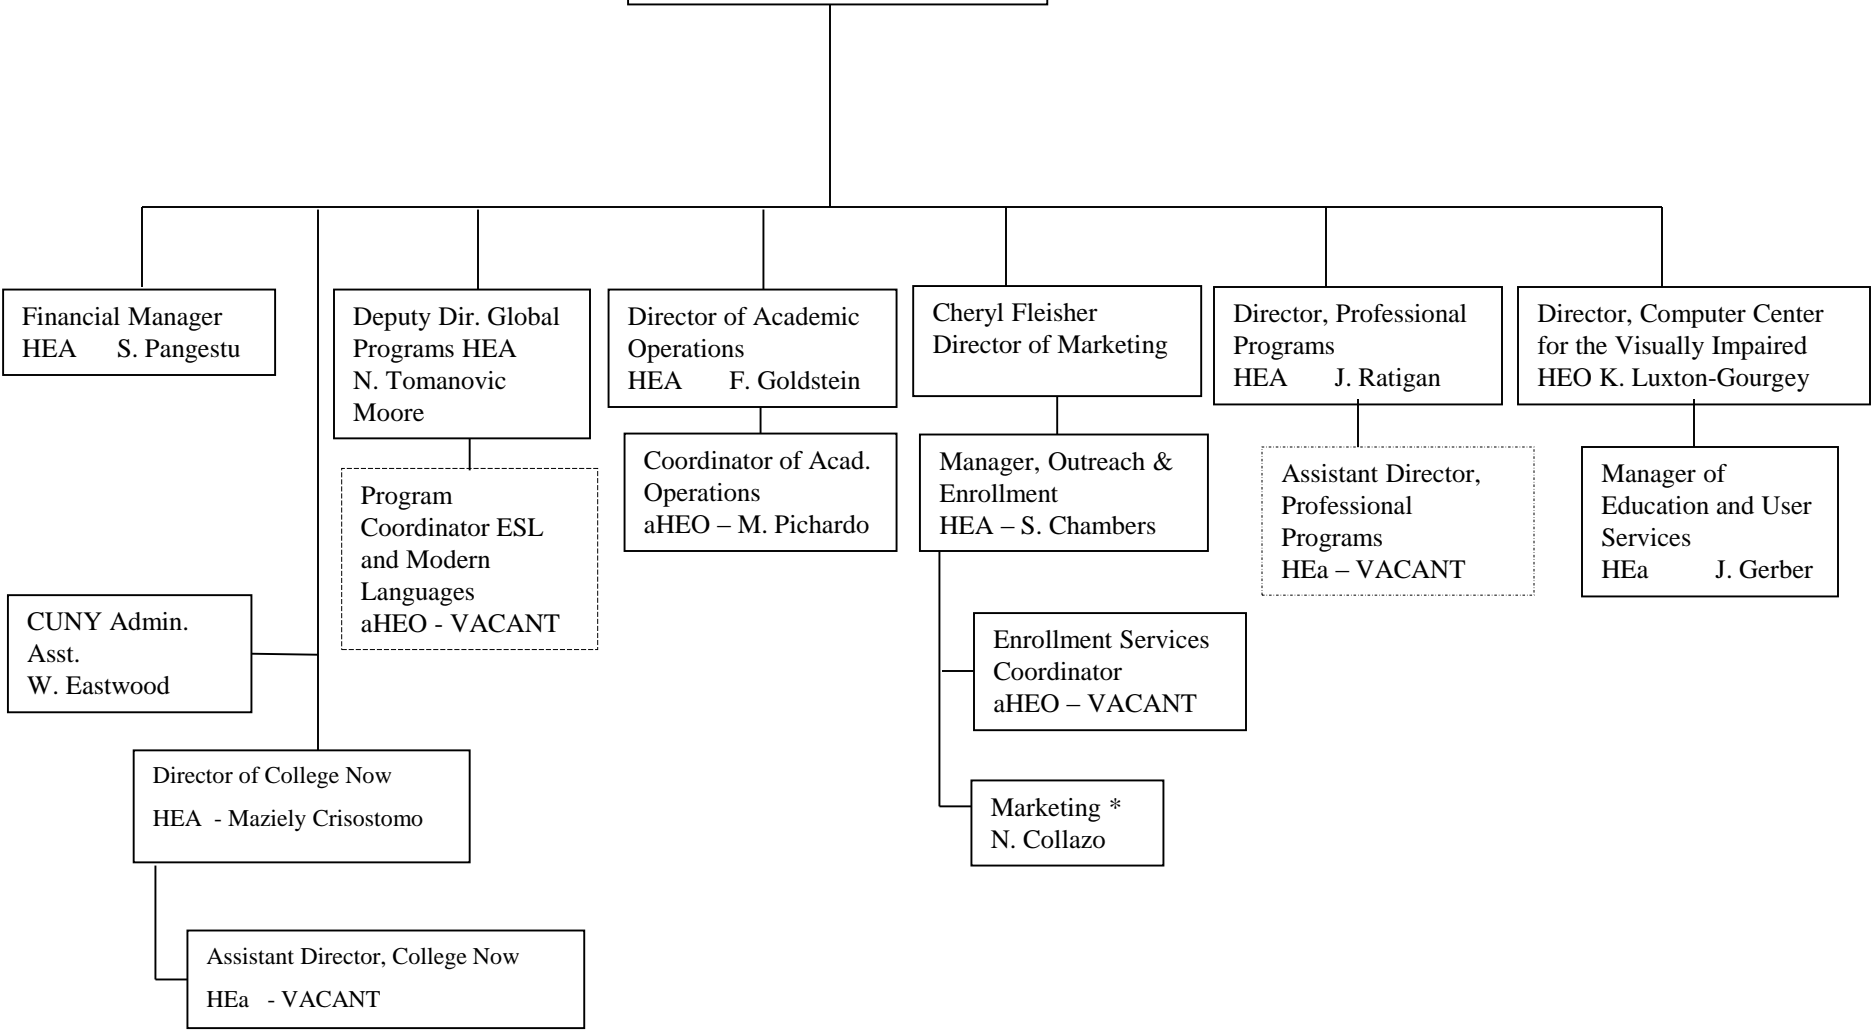 Financial Manager
HEA S. Pangestu
Deputy Dir. Global
Programs HEA
N. Tomanovic
Moore
Director of Academic
Operations
HEA F. Goldstein
Cheryl Fleisher
Director of Marketing
Director, Professional
Programs
HEA J. Ratigan
Director, Computer Center
for the Visually Impaired
HEO K. Luxton-Gourgey
Program
Coordinator ESL
and Modern
Languages
aHEO - VACANT
Coordinator of Acad.
Operations
aHEO – M. Pichardo
Manager, Outreach &
Enrollment
HEA – S. Chambers
Assistant Director,
Professional
Programs
HEa – VACANT
Manager of
Education and User
Services
HEa J. Gerber
CUNY Admin.
Asst.
W. Eastwood
Enrollment Services
Coordinator
aHEO – VACANT
Director of College Now
HEA - Maziely Crisostomo
Marketing *
N. Collazo
Assistant Director, College Now
HEa - VACANT